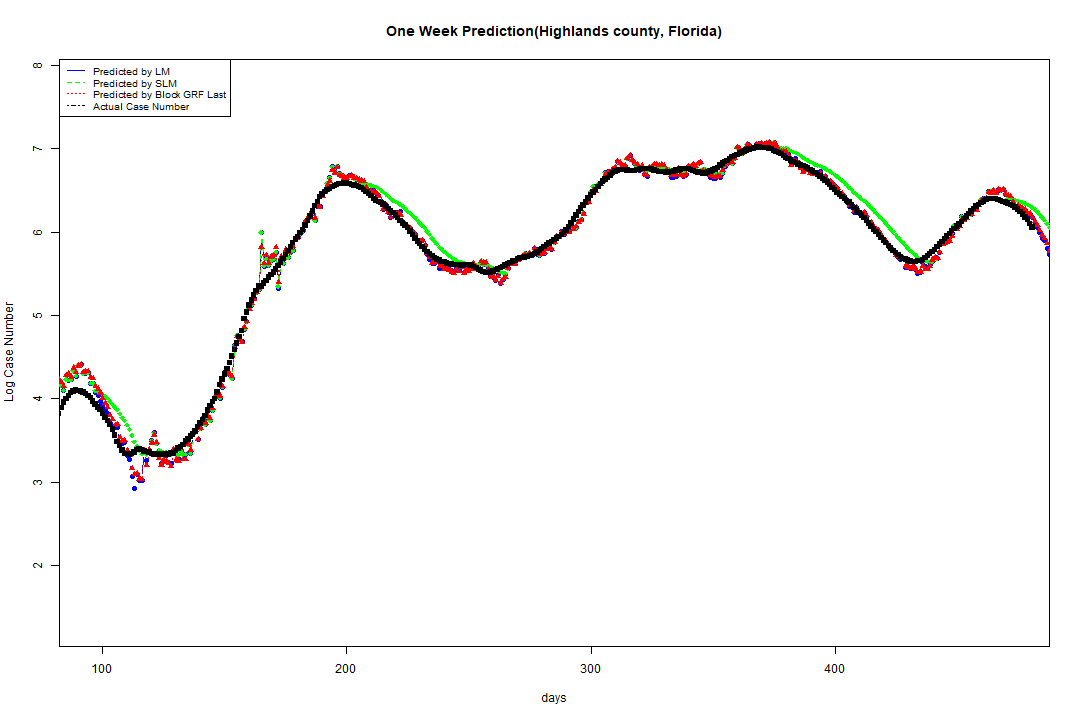 One Week Prediction(Highlands county, Florida)
Predicted by LM
Predicted by SLM
Predicted by Block GRF Last
Actual Case Number
8
7
6
5
4
3
2
Log Case Number
100 200 300 400
days